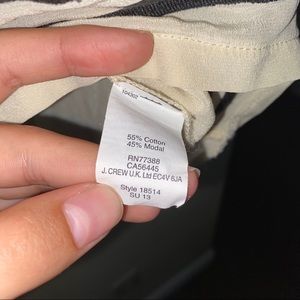 55% Cotton
45% Modal
RN77388
CA56445
J. CREW U.K. Ltd EC4V 6JA
Style 18514
SU 13